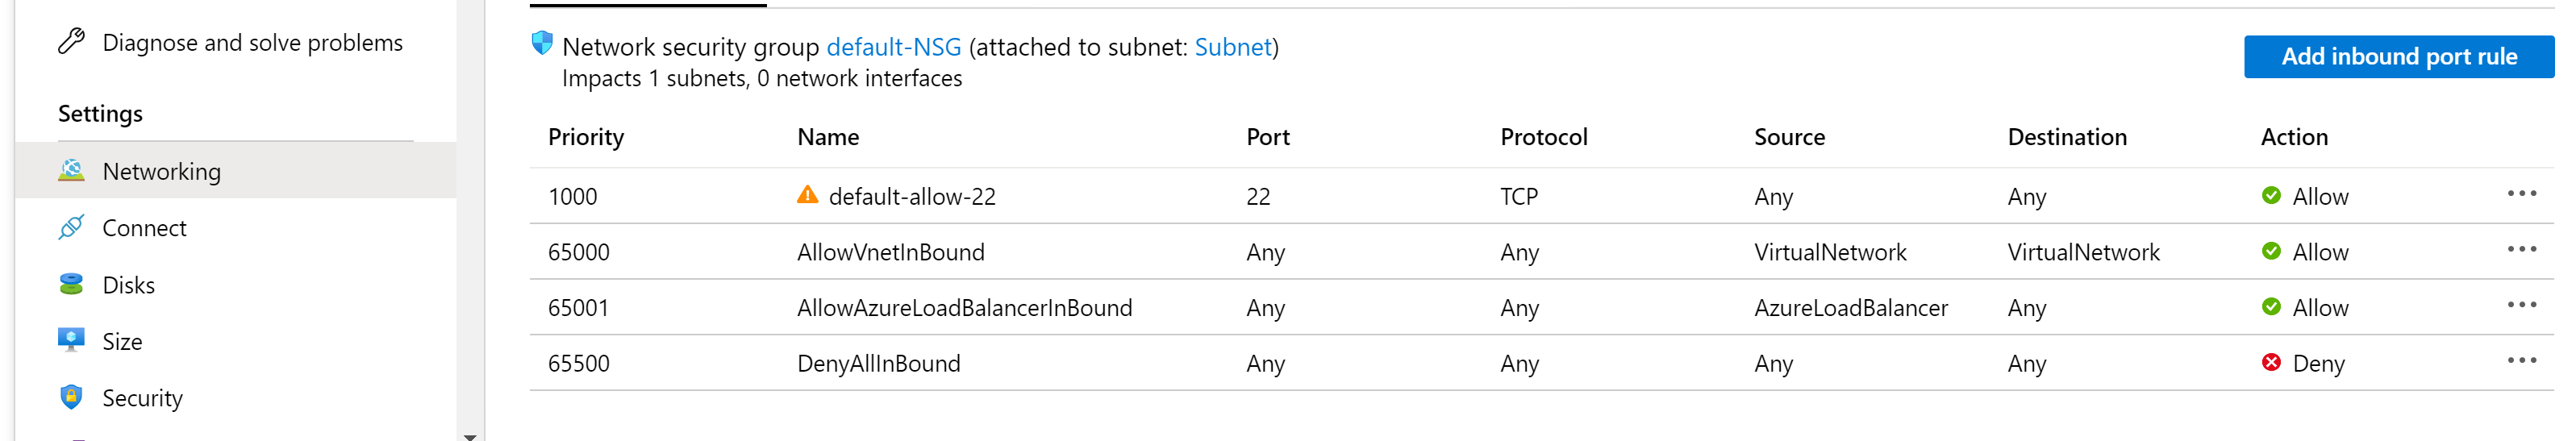 Diagnose and solve problems
Settings
Networking
Connect
Disks
Size
Security
Network security group default-NSG (attached to subnet: Subnet)
Impacts 1 subnets, 0 network interfaces
Add inbound port rule
Priority Name Port Protocol Source Destination Action
1000 default-allow-22 22 TCP Any Any Allow
65000 AllowVnetInBound Any Any VirtualNetwork VirtualNetwork Allow
65001 AllowAzureLoadBalancerInBound Any Any AzureLoadBalancer Any Allow
65500 DenyAllInBound Any Any Any Any Deny